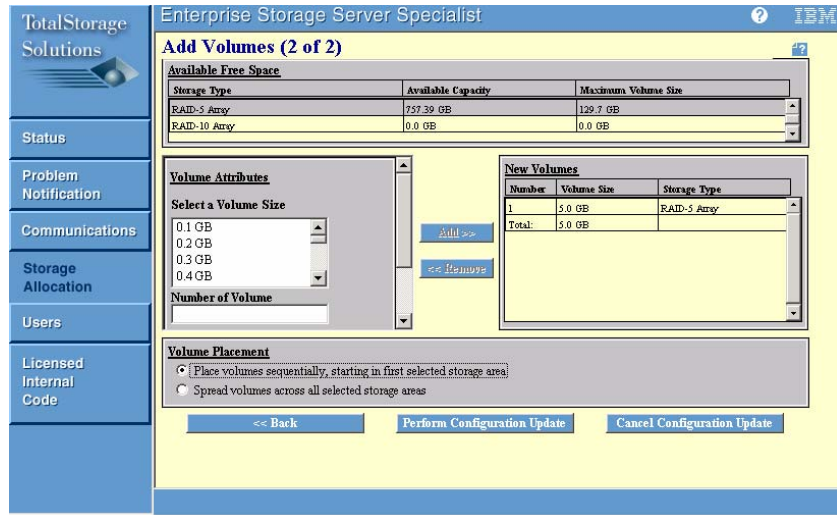 TotalStorage
Solutions
Enterprise Storage Server Specialist
?
IBM
Add Volumes (2 of 2)
?
Available Free Space
Storage Type Available Capacity Maximum Volume Size
RAID-5 Array 757.39 GB 129.7 GB
RAID-10 Array 0.0 GB 0.0 GB
Status
Problem
Notification
Communications
Storage
Allocation
Users
Licensed
Internal
Code
Volume Attributes
Select a Volume Size
0.1 GB
0.2 GB
0.3 GB
0.4 GB
Number of Volume
Add >>
<< Remove
New Volumes
Number Volume Size Storage Type
1 5.0 GB RAID-5 Array
Total: 5.0 GB
Volume Placement
Place volumes sequentially, starting in first selected storage area
Spread volumes across all selected storage areas
<< Back
Perform Configuration Update
Cancel Configuration Update